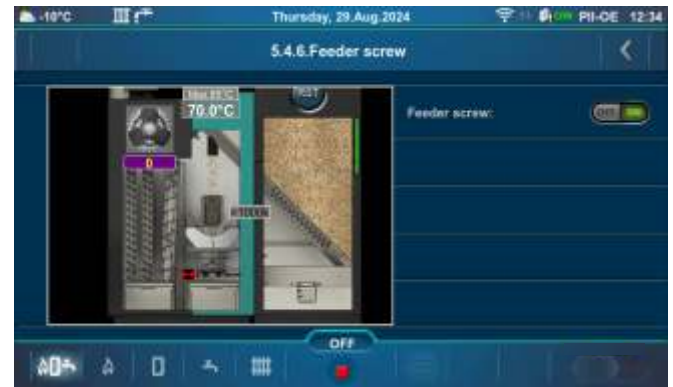 -10°C
Thursday, 29.Aug.2024
PII-OE 12:34
5.4.6.Feeder screw
70.0°C
Feeder screw:
OFF
0
OFF